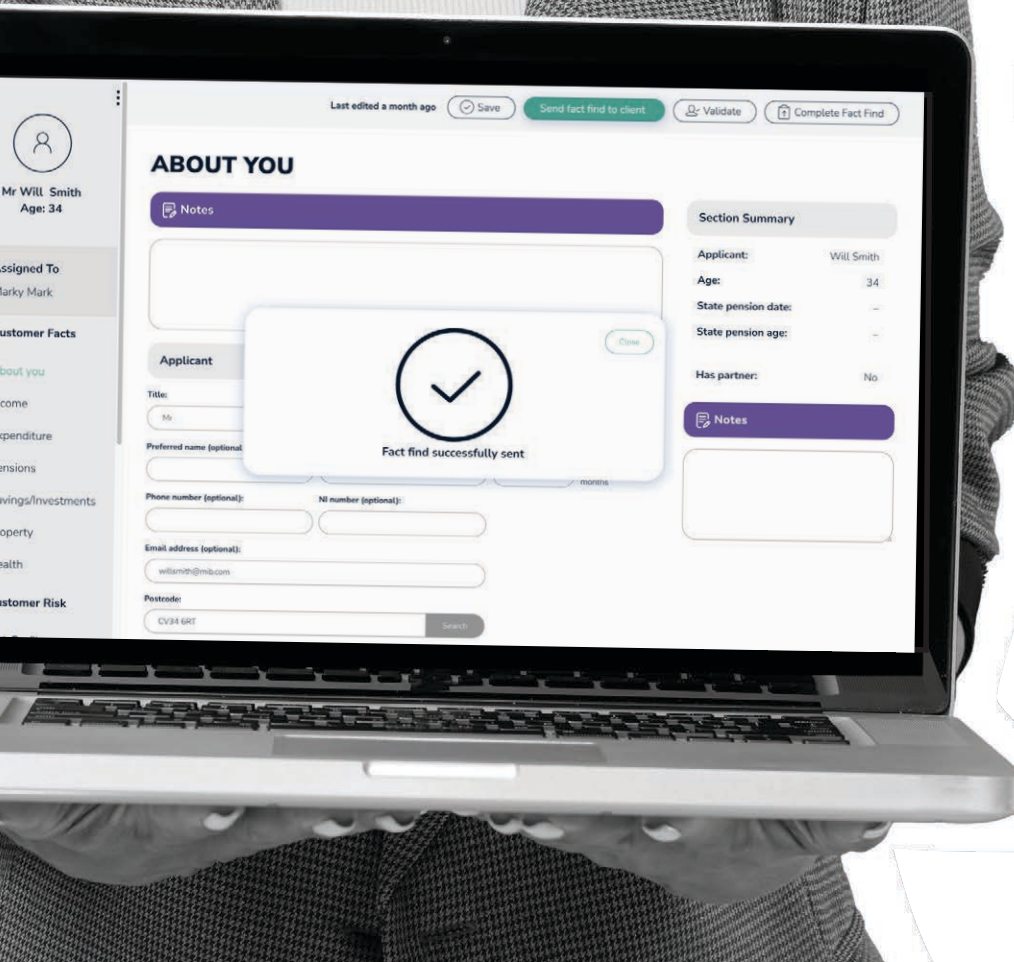 Last edited a month ago
Save
Send fact find to client
Validate
Complete Fact Find
Mr Will Smith
Age: 34
ssigned To
arky Mark
ustomer Facts
bout you
come
xpenditure
ensions
avings/Investments
operty
ealth
ustomer Risk
ABOUT YOU
Notes
Applicant
Title:
Mr
Preferred name (optional
months
Phone number (optional):
NI number (optional):
Email address (optional):
willsmith@mib.com
Postcode:
CV34 6RT
Search
Close
Fact find successfully sent
Section Summary
Applicant:
Will Smith
Age:
34
State pension date:
–
State pension age:
–
Has partner:
No
Notes